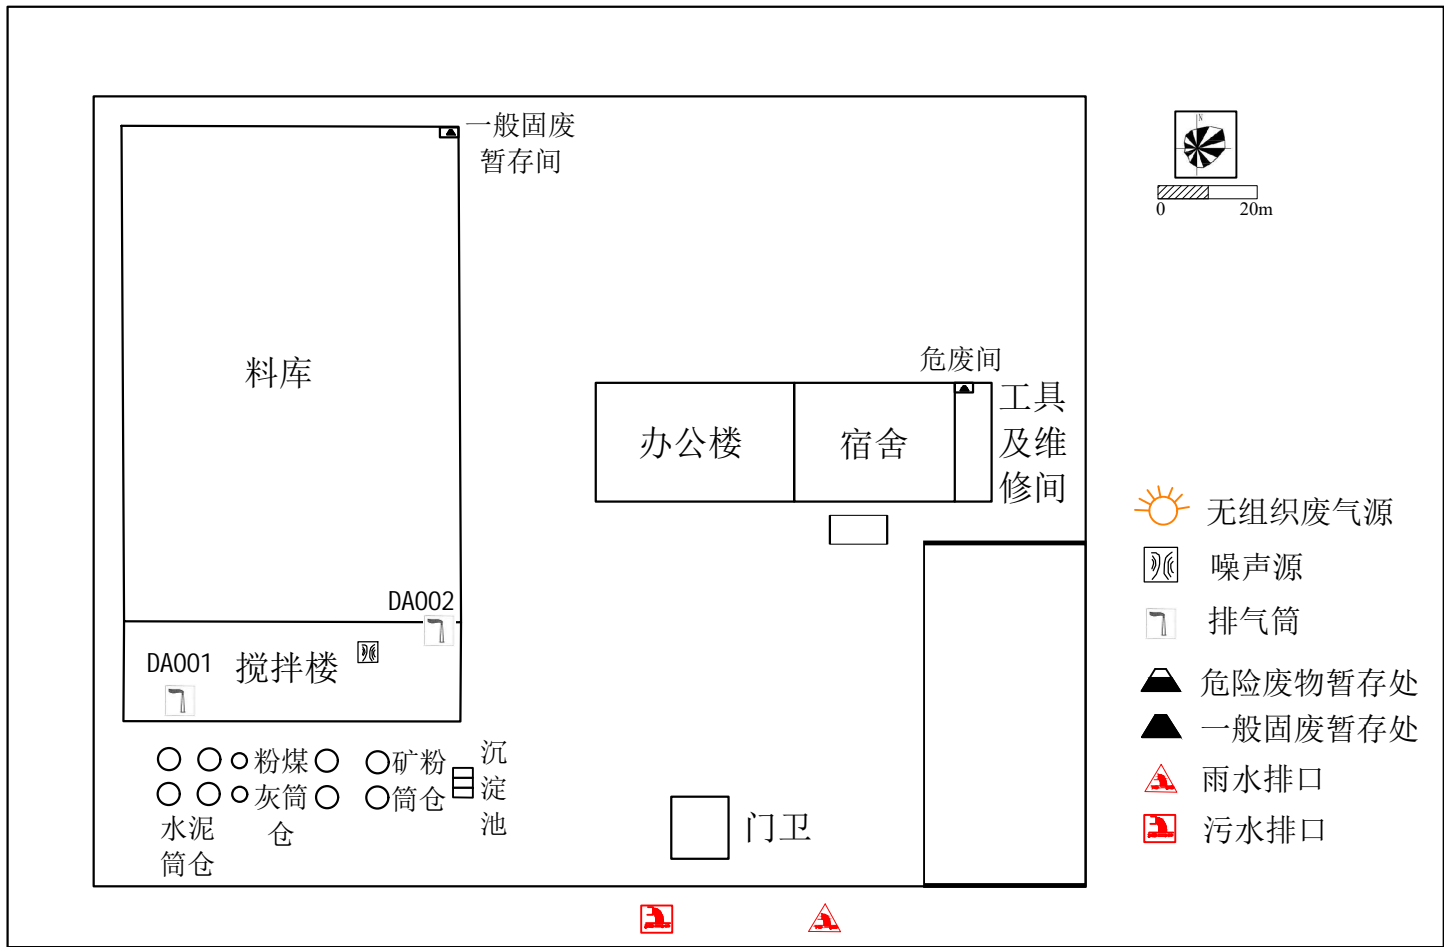 一般固废
暂存间
N
0 20m
料库
危废间
工具
及维
修间
办公楼
宿舍
DA002
DA001
搅拌楼
粉煤
灰筒
仓
矿粉
筒仓
沉
淀
池
水泥
筒仓
门卫
无组织废气源
噪声源
排气筒
危险废物暂存处
一般固废暂存处
雨水排口
污水排口